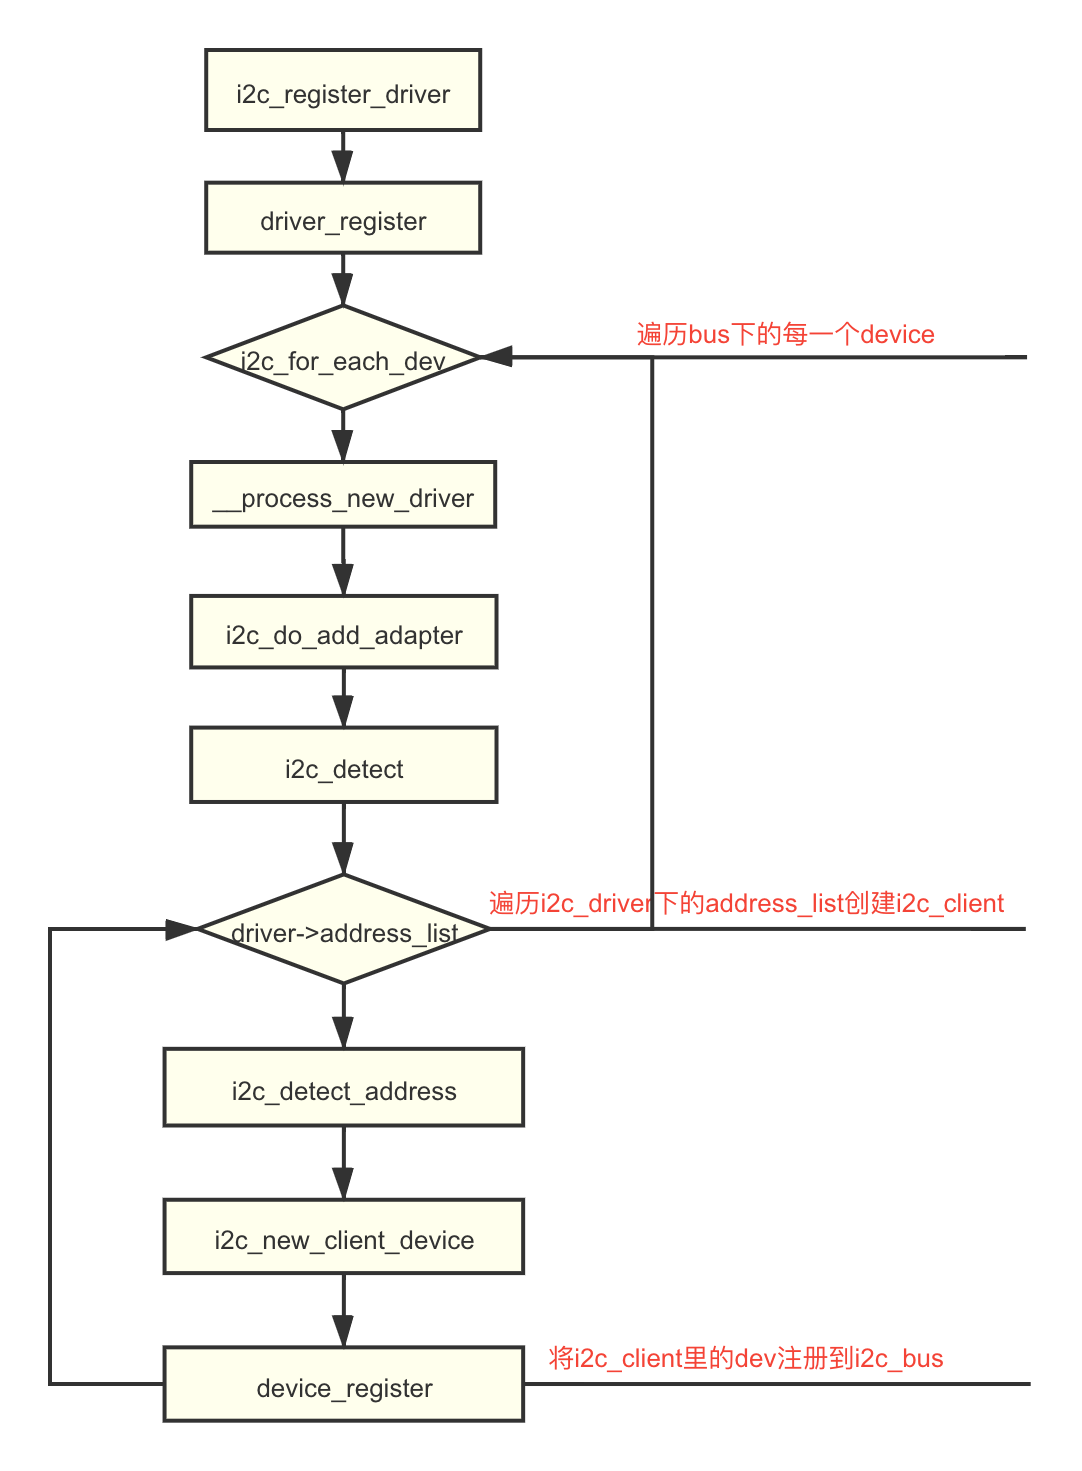 i2c_register_driver
driver_register
遍历bus下的每一个device
i2c_for_each_dev
__process_new_driver
i2c_do_add_adapter
i2c_detect
遍历i2c_driver下的address_list创建i2c_client
driver->address_list
i2c_detect_address
i2c_new_client_device
将i2c_client里的dev注册到i2c_bus
device_register